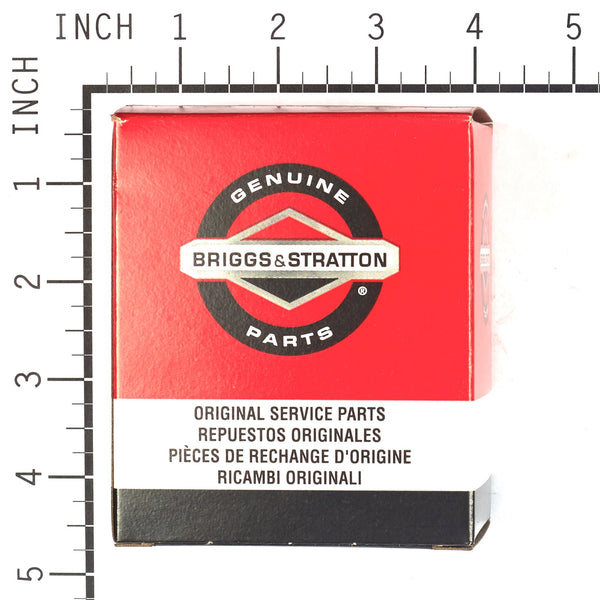 INCH 1 2 3 4 5
INCH
1
2
3
4
5
GENUINE
BRIGGS & STRATTON
®
PARTS
ORIGINAL SERVICE PARTS
REPUESTOS ORIGINALES
PIÈCES DE RECHANGE D'ORIGINE
RICAMBI ORIGINALI